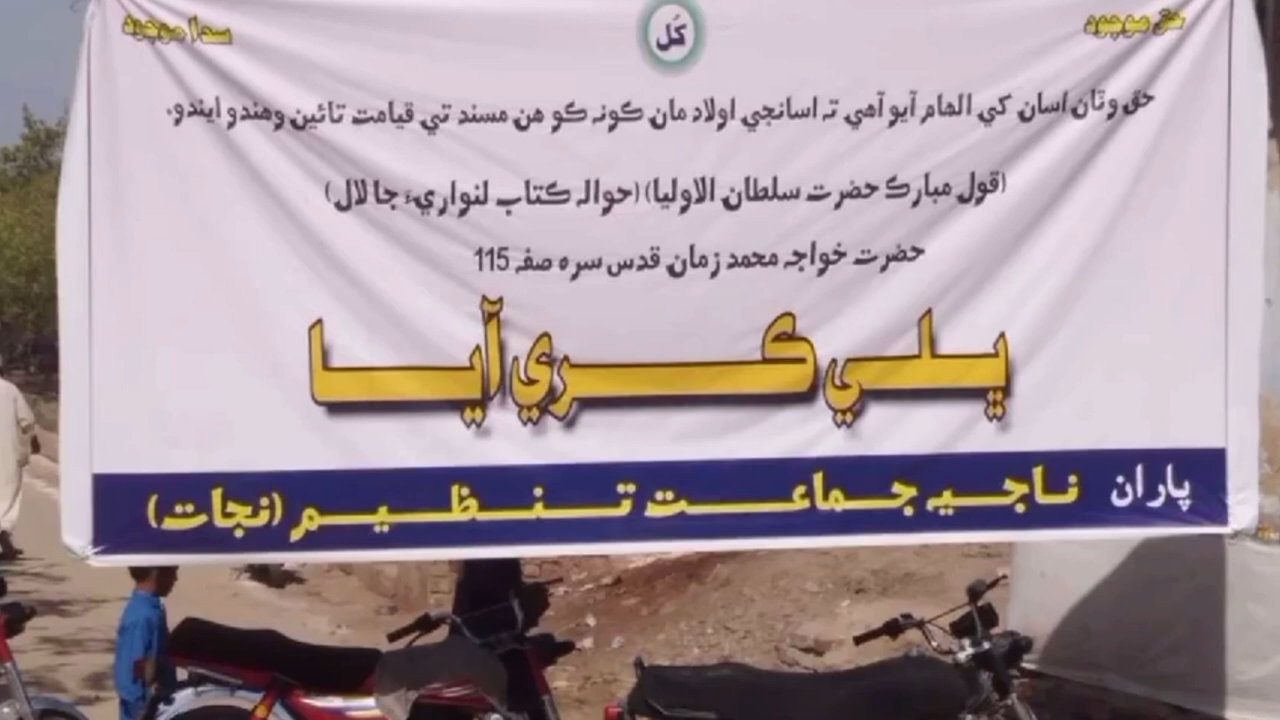 حق موجود
کُل
سدا موجود
حق وٽان اسان کي الهام آيو آهي تہ اسانجي اولاد مان ڪونہ ڪو هن مسند تي قيامت تائين وهندو ايندو.
(قول مبارڪ حضرت سلطان الاوليا) (حوالہ ڪتاب لنواريءَ جا لال)
حضرت خواجہ محمد زمان قدس سره صفہ 115
ڀلي ڪري آيا
پاران ناجيہ جماعت تنظيم (نجات)